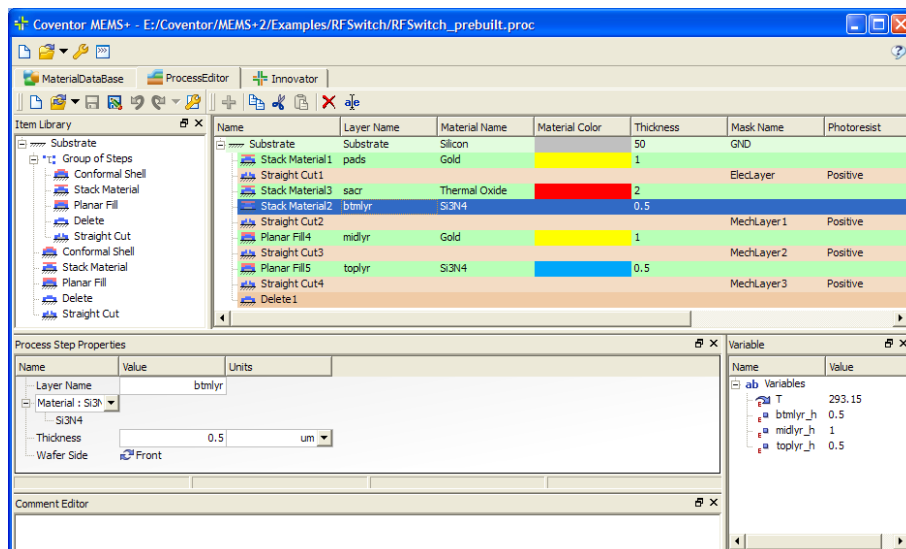 Coventor MEMS+ - E:/Coventor/MEMS+2/Examples/RFSwitch/RFSwitch_prebuilt.proc
MaterialDataBase ProcessEditor Innovator
Item Library
Substrate
Group of Steps
Conformal Shell
Stack Material
Planar Fill
Delete
Straight Cut
Conformal Shell
Stack Material
Planar Fill
Delete
Straight Cut
Name Layer Name Material Name Material Color Thickness Mask Name Photoresist
Substrate Substrate Silicon 50 GND
Stack Material1 pads Gold 1
Straight Cut1 ElecLayer Positive
Stack Material3 sacr Thermal Oxide 2
Stack Material2 btmlyr Si3N4 0.5
Straight Cut2 MechLayer1 Positive
Planar Fill4 midlyr Gold 1
Straight Cut3 MechLayer2 Positive
Planar Fill5 toplyr Si3N4 0.5
Straight Cut4 MechLayer3 Positive
Delete1
Process Step Properties
Name Value Units
Layer Name btmlyr
Material : Si3N
Si3N4
Thickness 0.5 um
Wafer Side Front
Comment Editor
Variable
Name Value
ab Variables
T 293.15
btmlyr_h 0.5
midlyr_h 1
toplyr_h 0.5